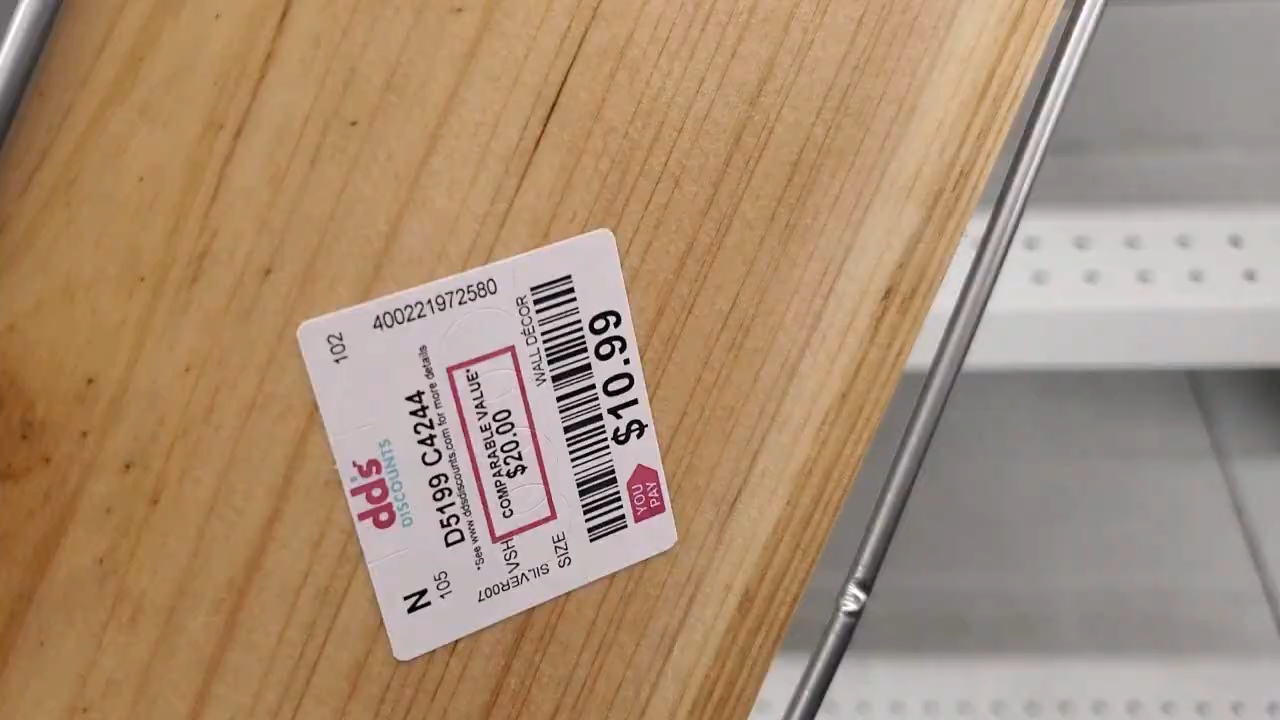 102
400221972580
dd's
DISCOUNTS
N
105
D5199 C4244
*See www.ddsdiscounts.com for more details
COMPARABLE VALUE*
$20.00
VSH
SILVER007
SIZE
WALL DÉCOR
YOU
PAY
$10.99